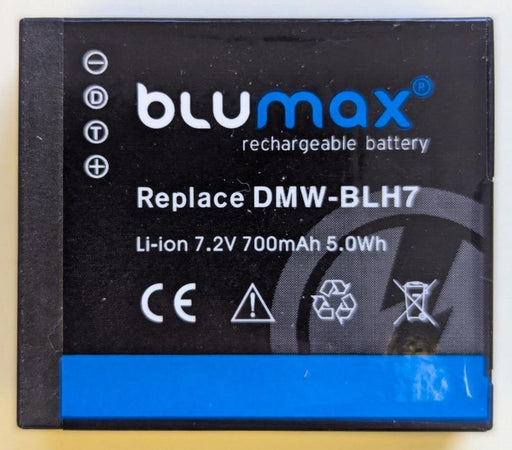 blumax®
rechargeable battery
Replace DMW-BLH7
Li-ion 7.2V 700mAh 5.0Wh
CE
−
D
T
+